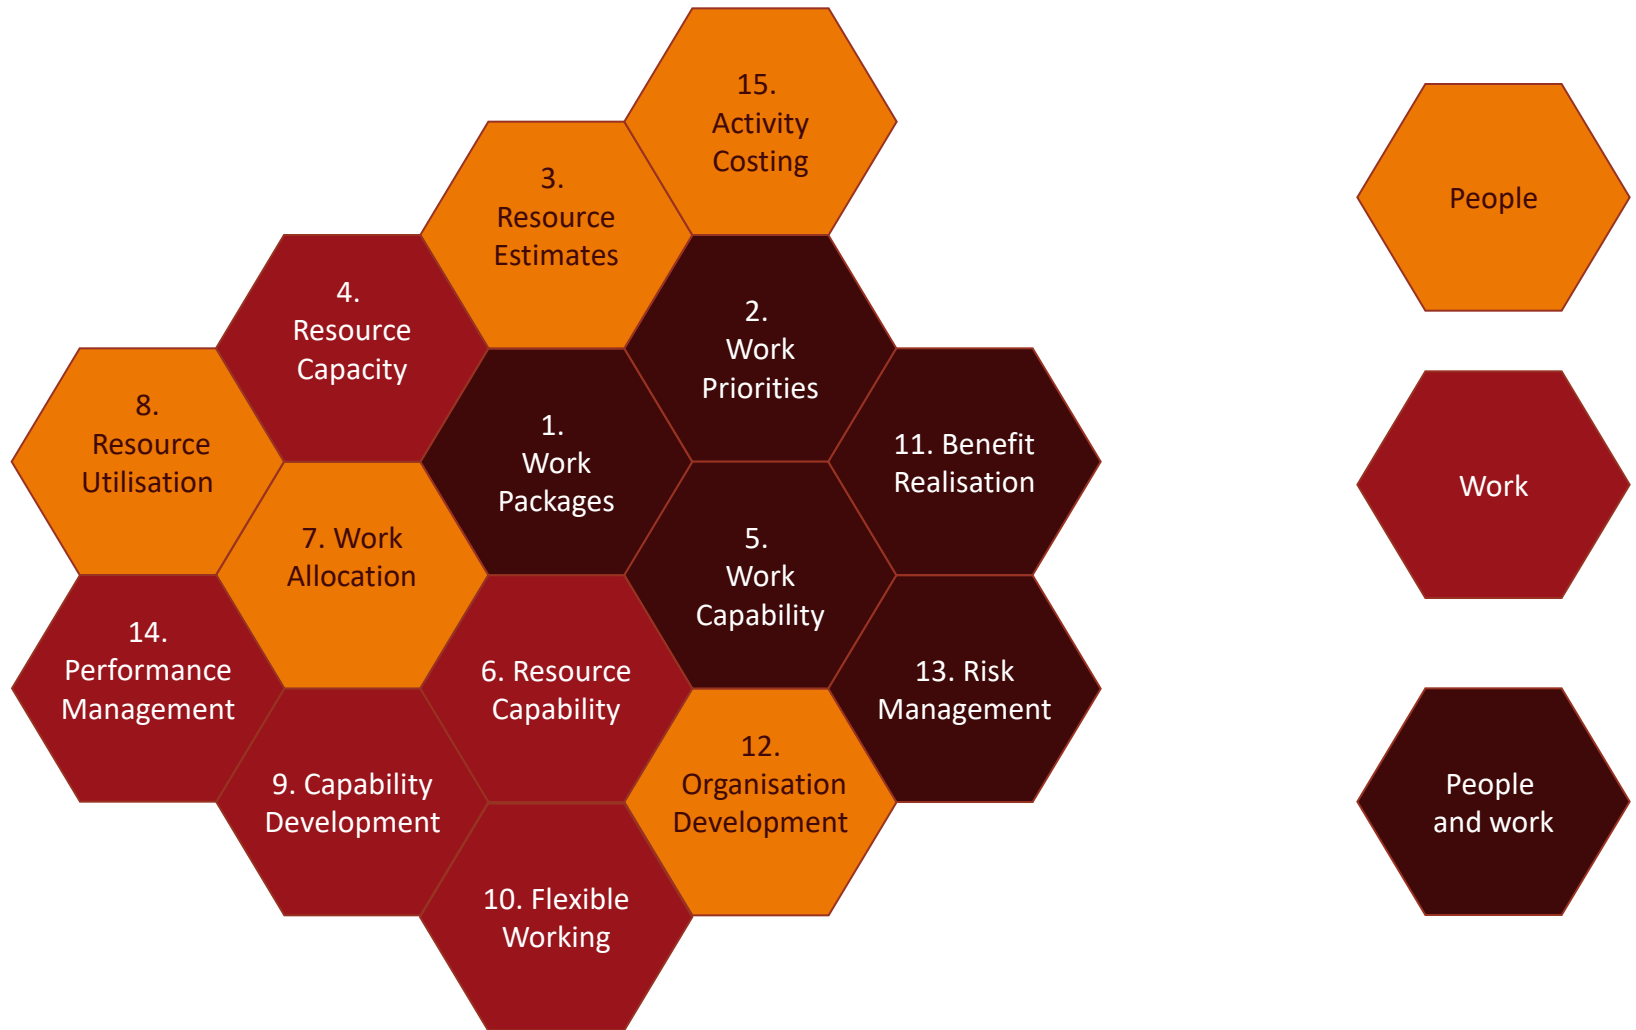 15.
Activity
Costing
3.
Resource
Estimates
People
4.
Resource
Capacity
2.
Work
Priorities
8.
Resource
Utilisation
1.
Work
Packages
11. Benefit
Realisation
Work
7. Work
Allocation
5.
Work
Capability
14.
Performance
Management
6. Resource
Capability
13. Risk
Management
9. Capability
Development
12.
Organisation
Development
People
and work
10. Flexible
Working